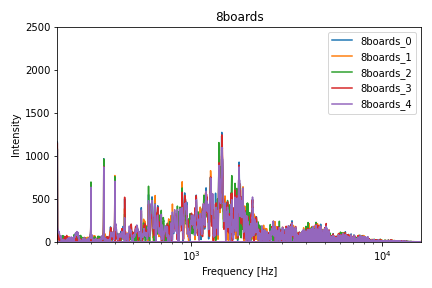 8boards
2500
2000
1500
1000
500
0
Intensity
8boards_0
8boards_1
8boards_2
8boards_3
8boards_4
10³
10⁴
Frequency [Hz]